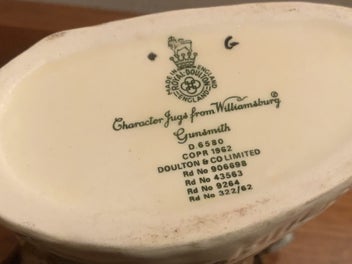 G
MADE IN ENGLAND
ROYAL DOULTON
ENGLAND
Character Jugs from Williamsburg®
Gunsmith
D 6580
COPR 1962
DOULTON & CO LIMITED
Rd No 906698
Rd No 43563
Rd No 9264
Rd No 322/62